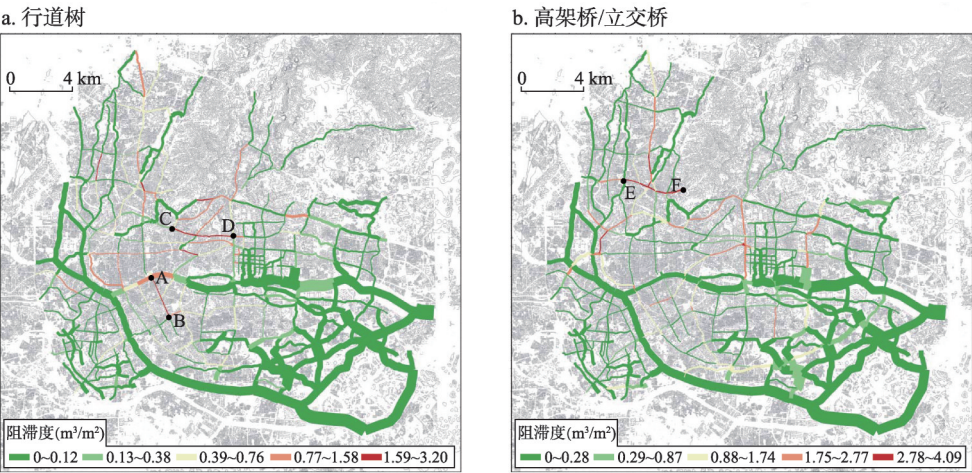 a. 行道树
0 4 km
C
D
A
B
阻滞度(m³/m²)
0~0.12 0.13~0.38 0.39~0.76 0.77~1.58 1.59~3.20
b. 高架桥/立交桥
0 4 km
E
F
阻滞度(m³/m²)
0~0.28 0.29~0.87 0.88~1.74 1.75~2.77 2.78~4.09